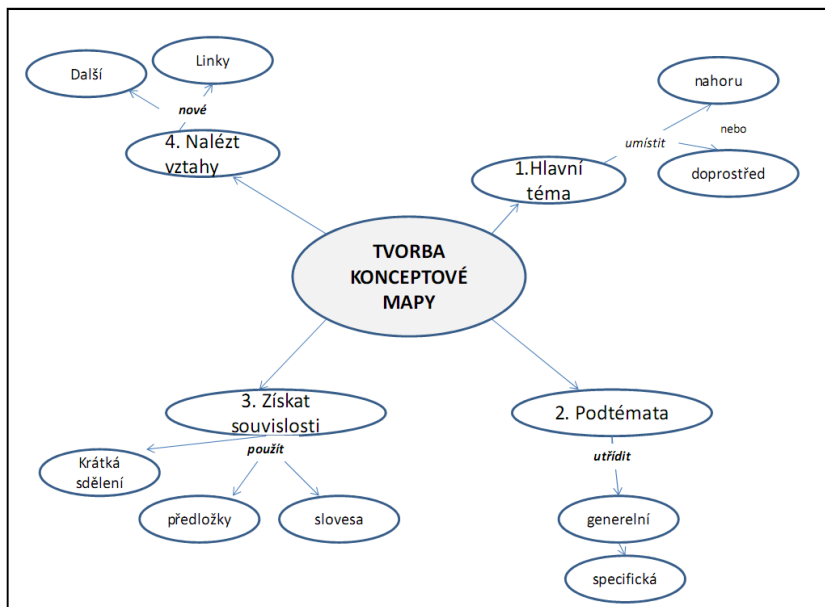 TVORBA
KONCEPTOVÉ
MAPY
1.Hlavní
téma
umístit
nahoru
nebo
doprostřed
2. Podtémata
utřídit
generelní
specifická
3. Získat
souvislosti
použít
Krátká
sdělení
předložky
slovesa
4. Nalézt
vztahy
nové
Další
Linky